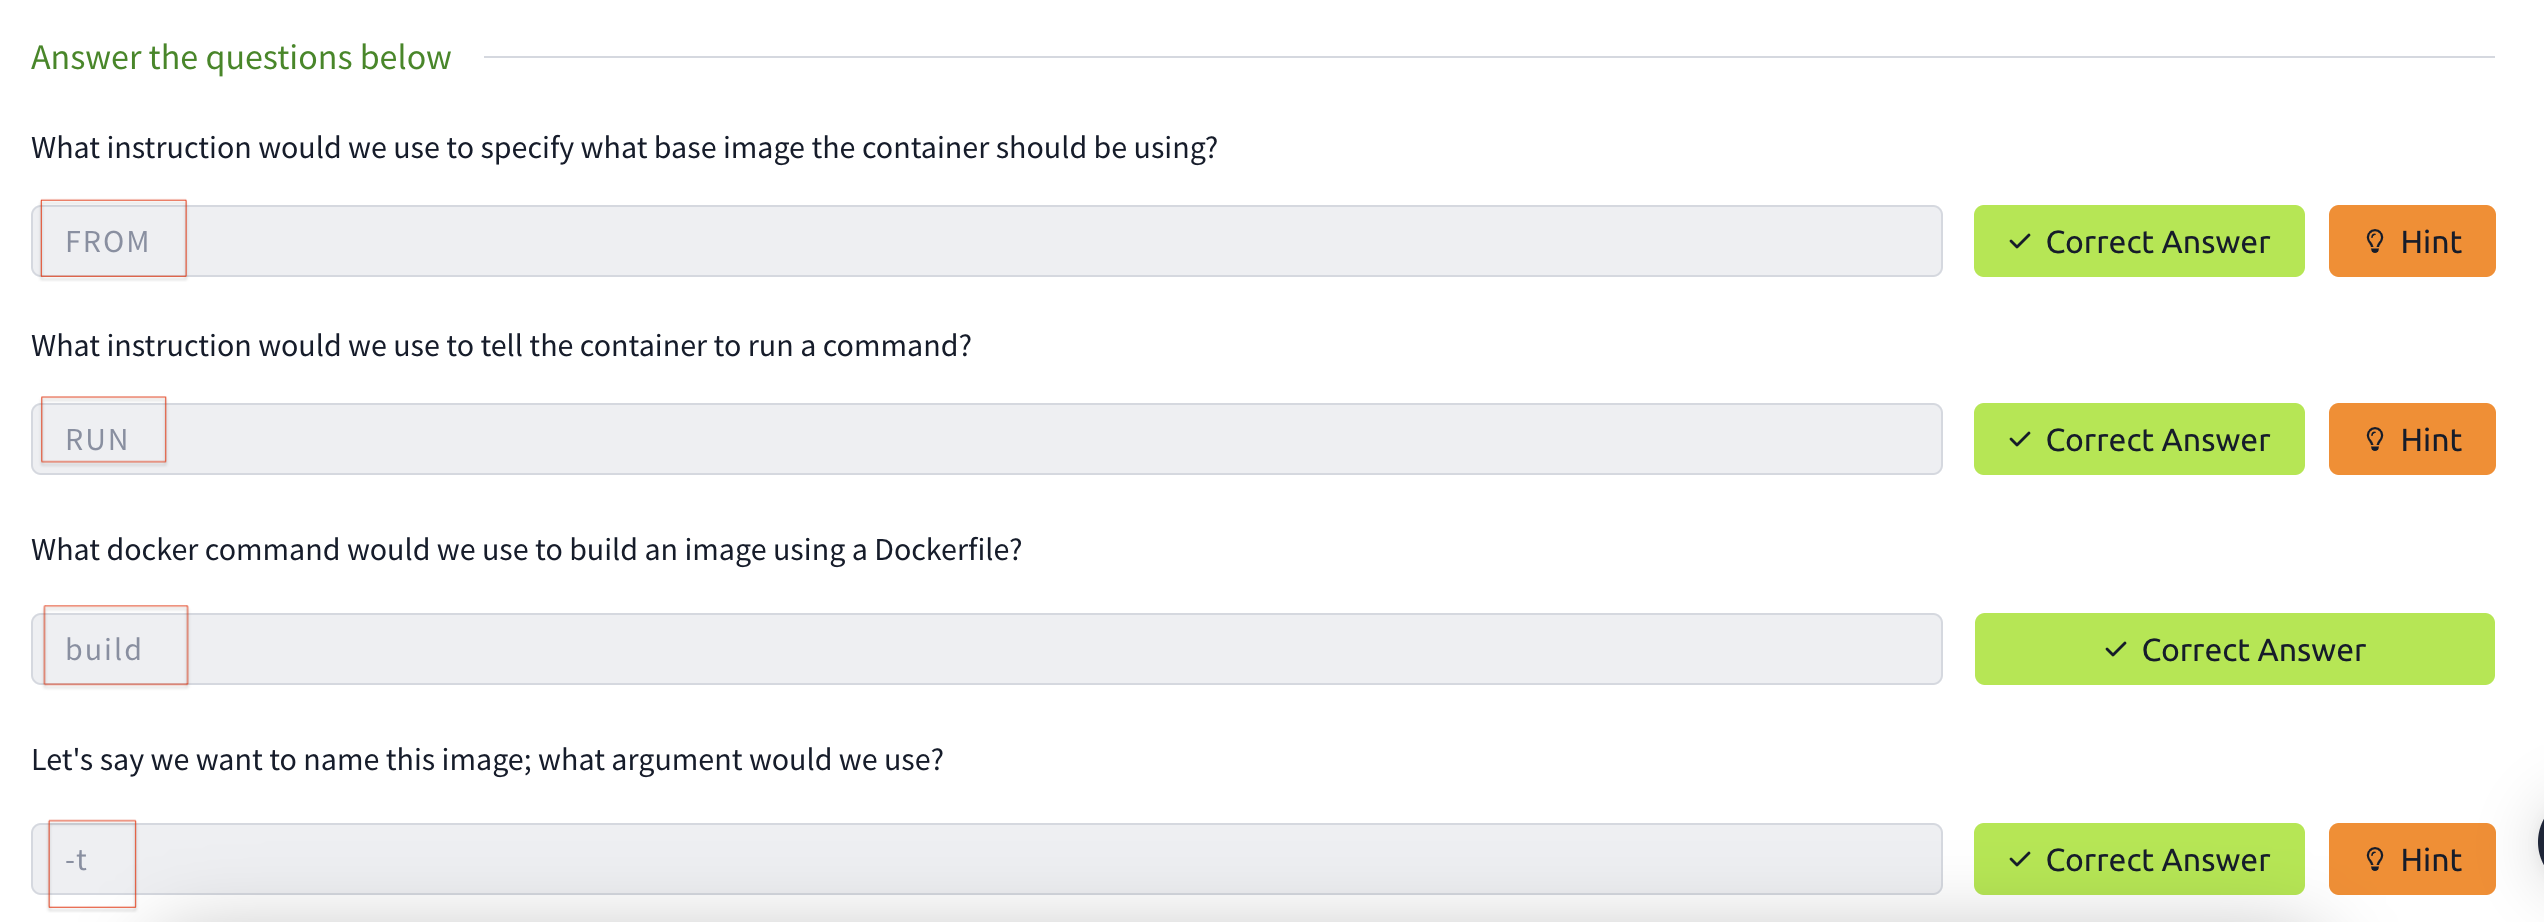 Answer the questions below
What instruction would we use to specify what base image the container should be using?
FROM
Correct Answer
Hint
What instruction would we use to tell the container to run a command?
RUN
Correct Answer
Hint
What docker command would we use to build an image using a Dockerfile?
build
Correct Answer
Let's say we want to name this image; what argument would we use?
-t
Correct Answer
Hint